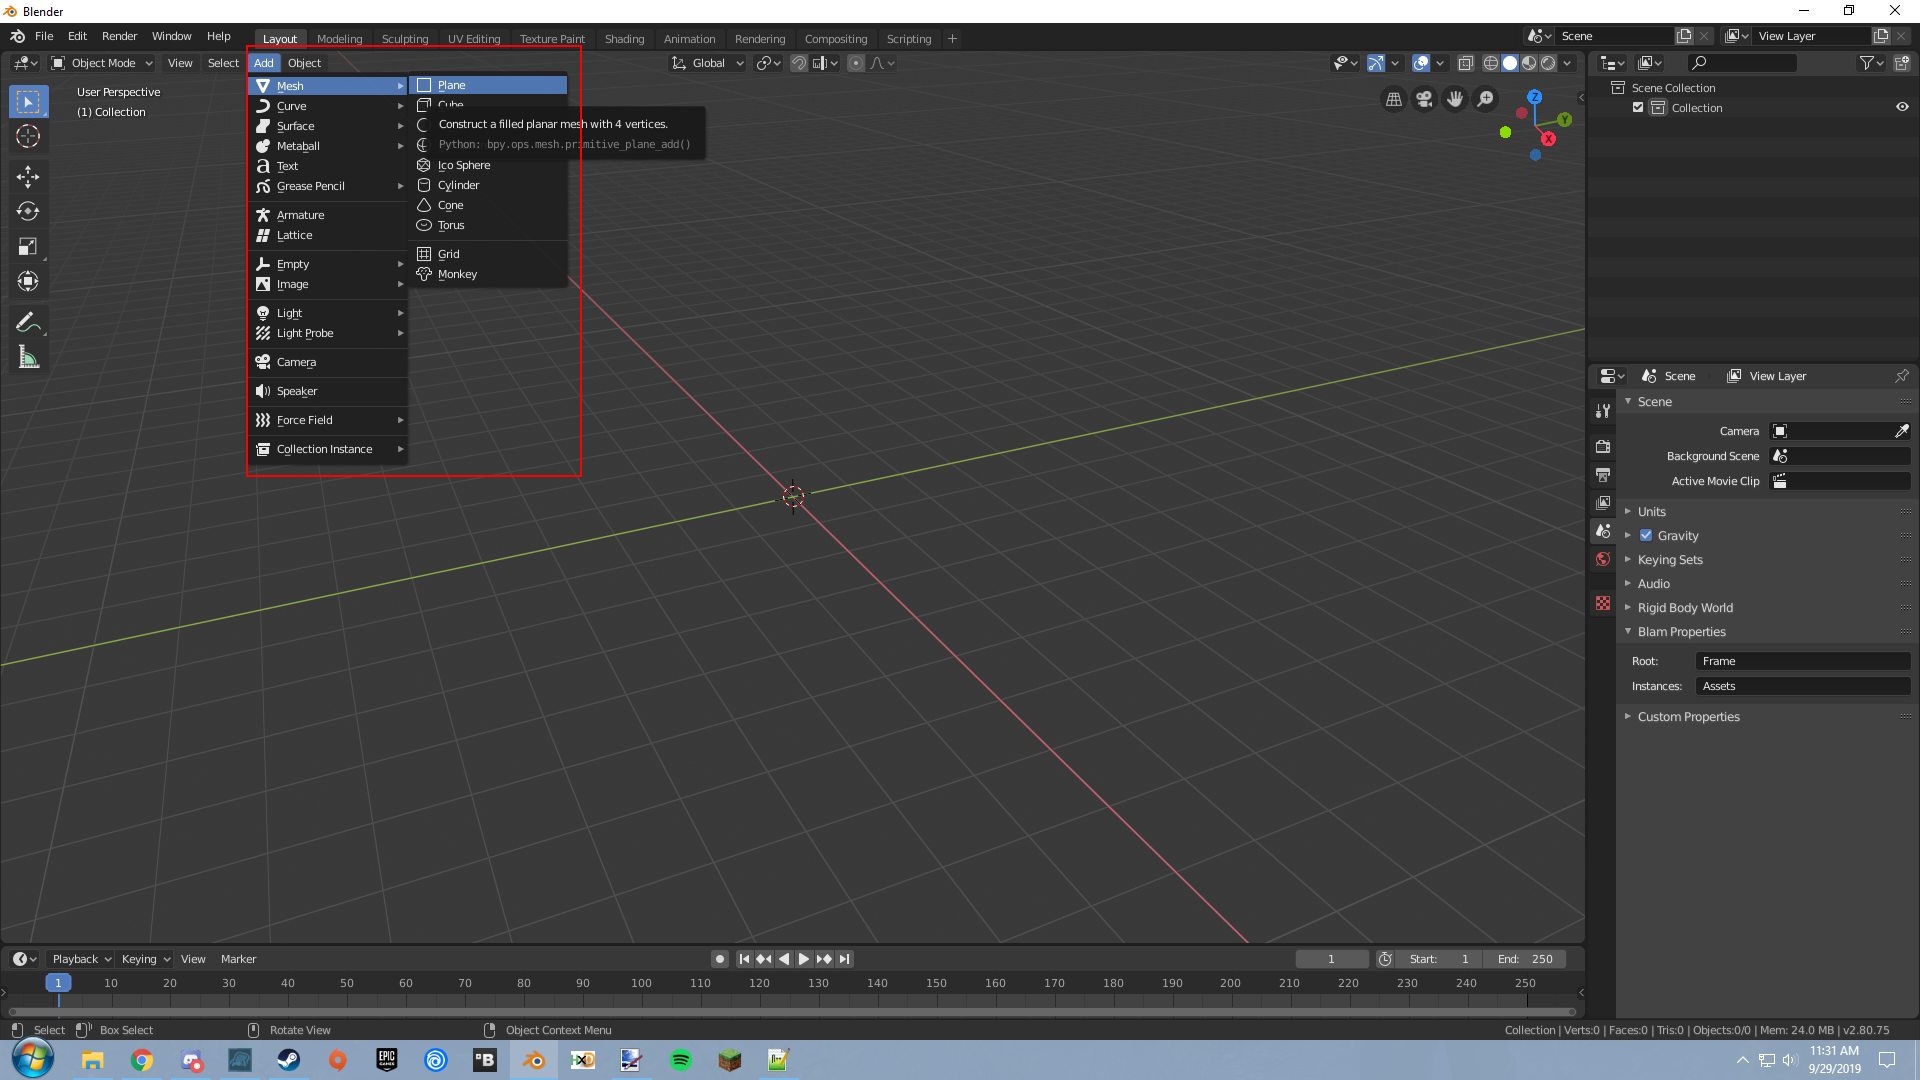 Blender
File Edit Render Window Help Layout Modeling Sculpting UV Editing Texture Paint Shading Animation Rendering Compositing Scripting + Scene View Layer
Object Mode View Select Add Object Global
User Perspective
(1) Collection
Mesh
Curve
Surface
Metaball
Text
Grease Pencil
Armature
Lattice
Empty
Image
Light
Light Probe
Camera
Speaker
Force Field
Collection Instance
Plane
Cube
Construct a filled planar mesh with 4 vertices.
Python: bpy.ops.mesh.primitive_plane_add()
Ico Sphere
Cylinder
Cone
Torus
Grid
Monkey
Z
Y
X
Scene Collection
Collection
Scene View Layer
Scene
Camera
Background Scene
Active Movie Clip
Units
Gravity
Keying Sets
Audio
Rigid Body World
Blam Properties
Root: Frame
Instances: Assets
Custom Properties
Playback Keying View Marker 1 Start: 1 End: 250
1 10 20 30 40 50 60 70 80 90 100 110 120 130 140 150 160 170 180 190 200 210 220 230 240 250
Select Box Select Rotate View Object Context Menu Collection | Verts:0 | Faces:0 | Tris:0 | Objects:0/0 | Mem: 24.0 MB | v2.80.75
EPIC GAMES
B
11:31 AM
9/29/2019